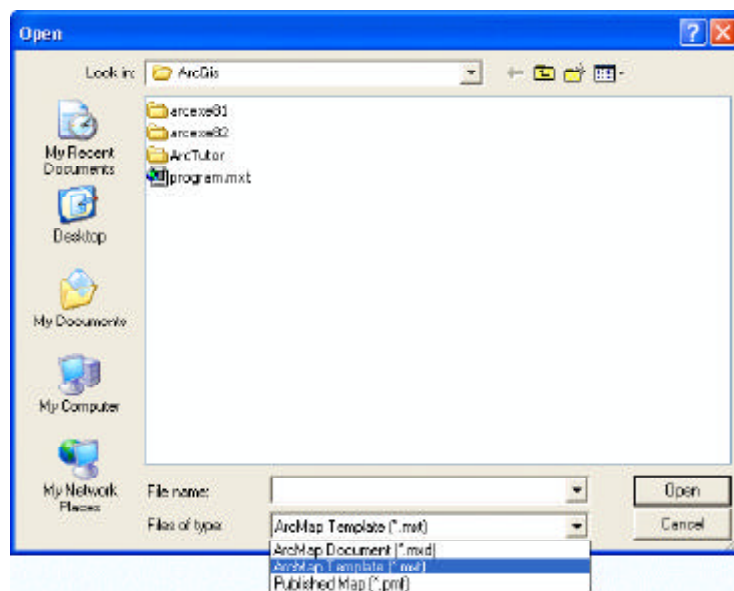 Open
Look in: ArcGis
arcexe81
arcexe82
ArcTutor
program.mxt
My Recent
Documents
Desktop
My Documents
My Computer
My Network
Places
File name:
Open
Files of type:
ArcMap Template (*.mxt)
Cancel
ArcMap Document (*.mxd)
ArcMap Template (*.mxt)
Published Map (*.pmf)